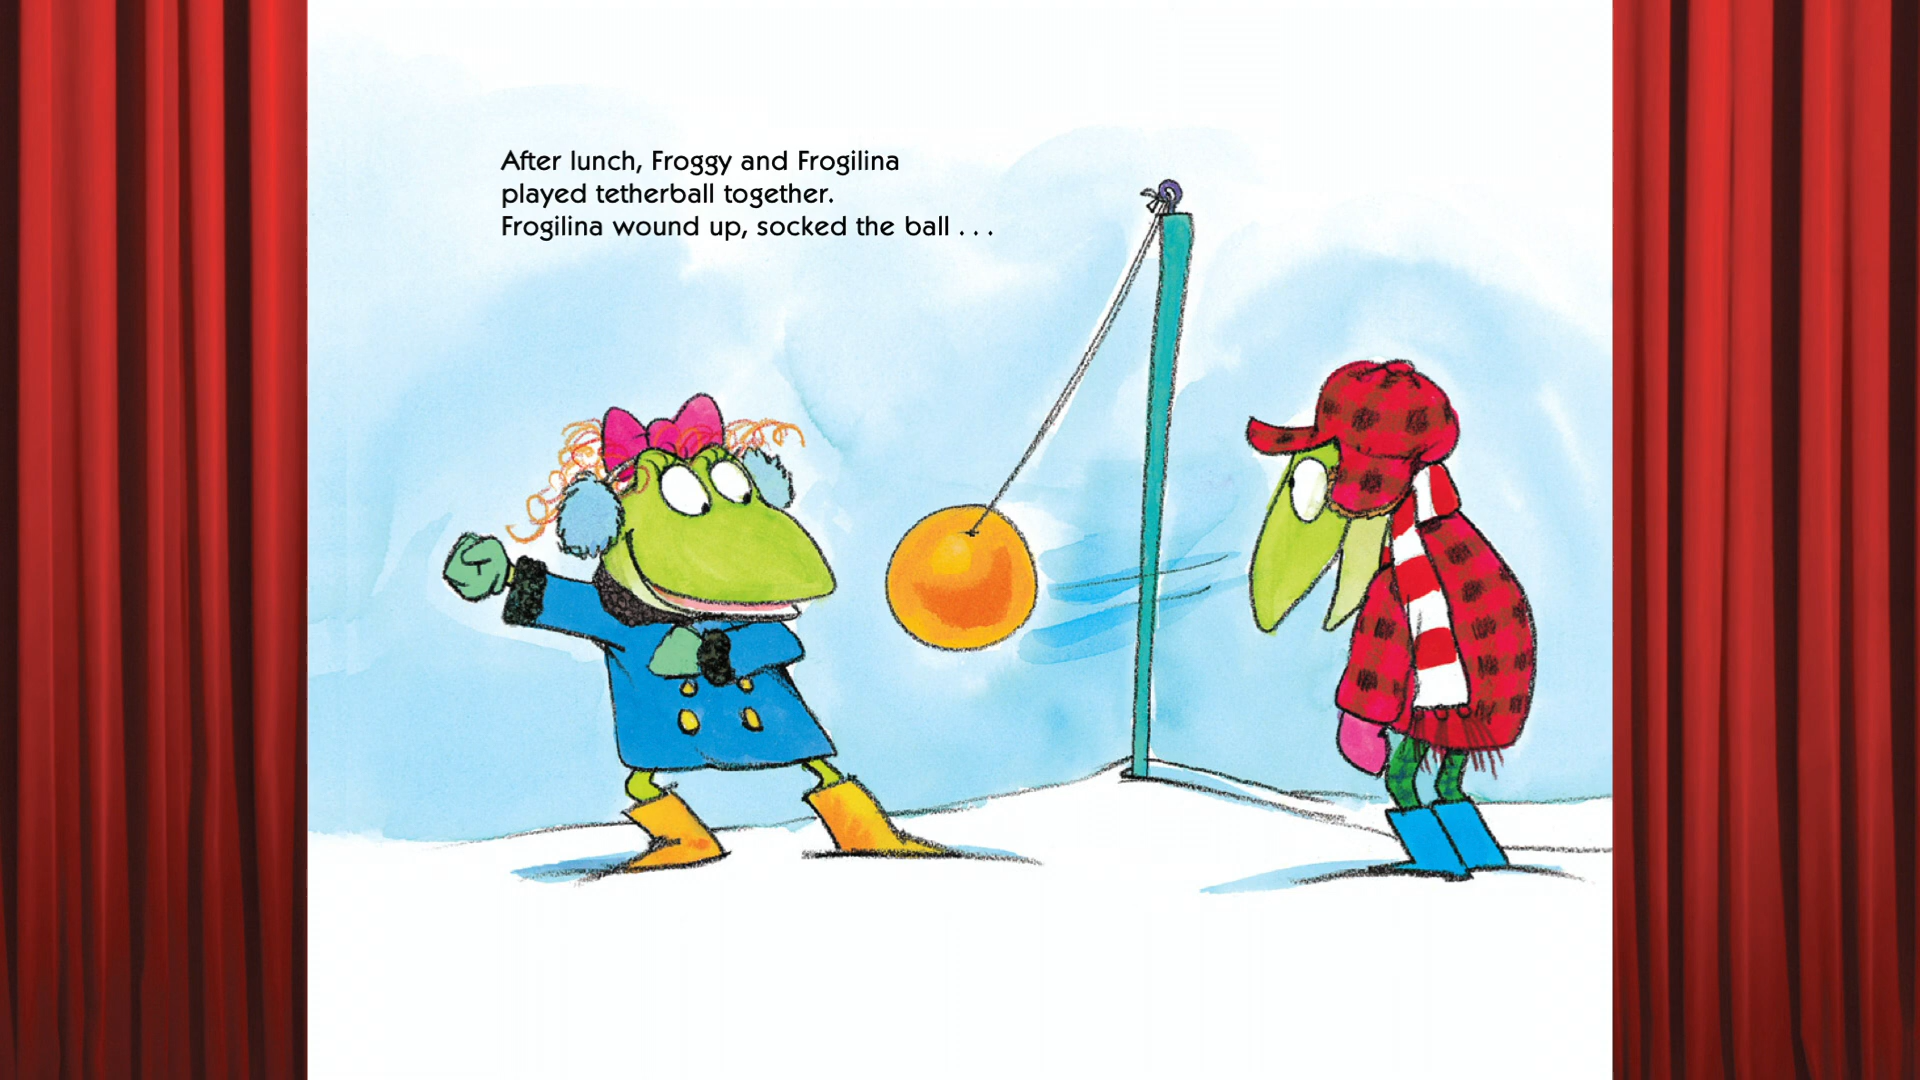 After lunch, Froggy and Frogilina
played tetherball together.
Frogilina wound up, socked the ball . . .